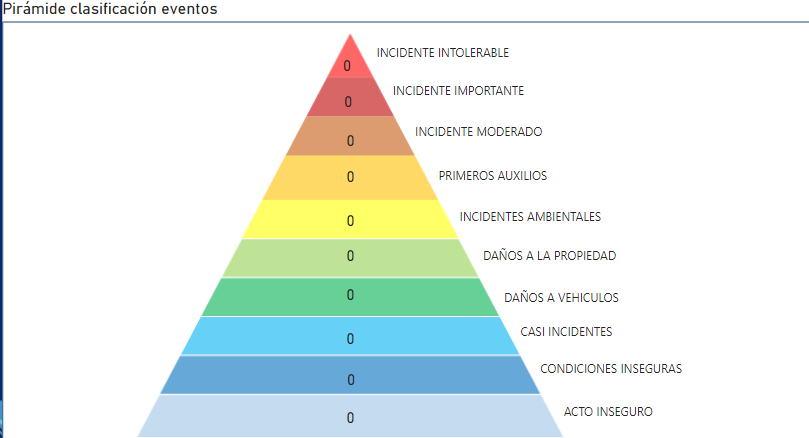 Pirámide clasificación eventos
0 INCIDENTE INTOLERABLE
0 INCIDENTE IMPORTANTE
0 INCIDENTE MODERADO
0 PRIMEROS AUXILIOS
0 INCIDENTES AMBIENTALES
0 DAÑOS A LA PROPIEDAD
0 DAÑOS A VEHICULOS
0 CASI INCIDENTES
0 CONDICIONES INSEGURAS
0 ACTO INSEGURO